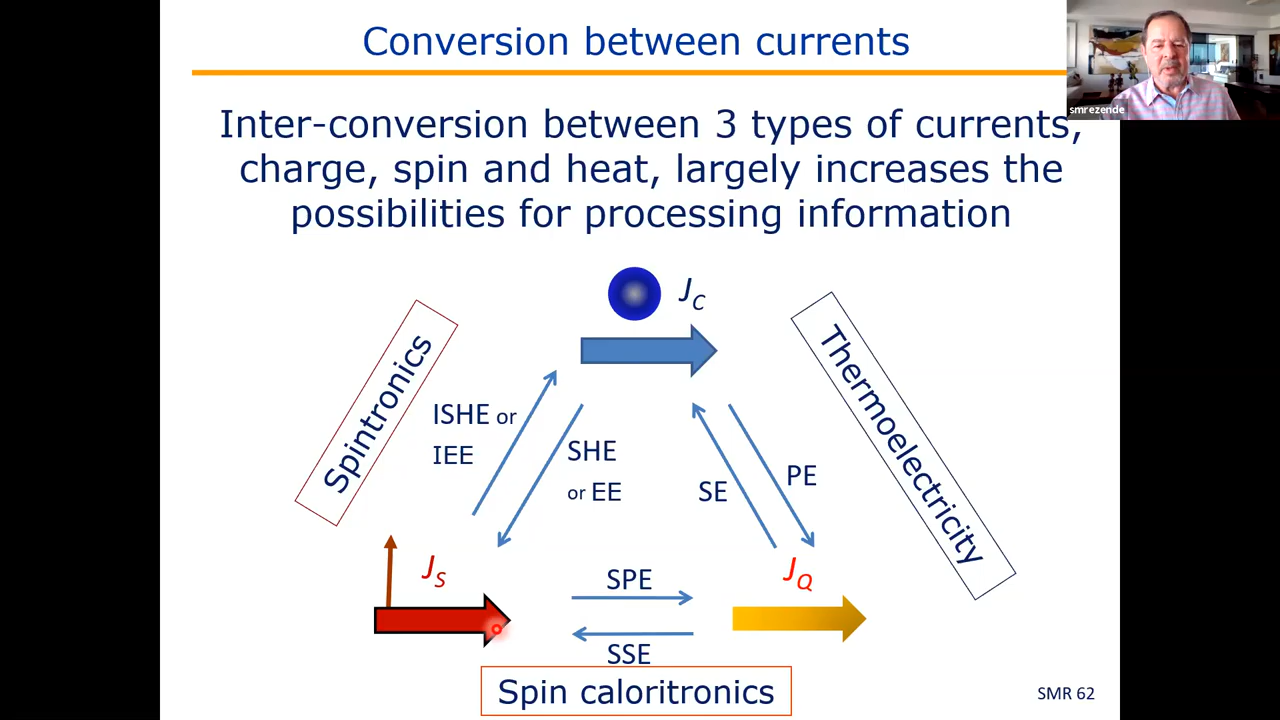 Conversion between currents
smrezende
Inter-conversion between 3 types of currents,
charge, spin and heat, largely increases the
possibilities for processing information
J_C
Spintronics
Thermoelectricity
ISHE or
IEE
SHE
or EE
SE
PE
J_S
SPE
J_Q
SSE
Spin caloritronics
SMR 62